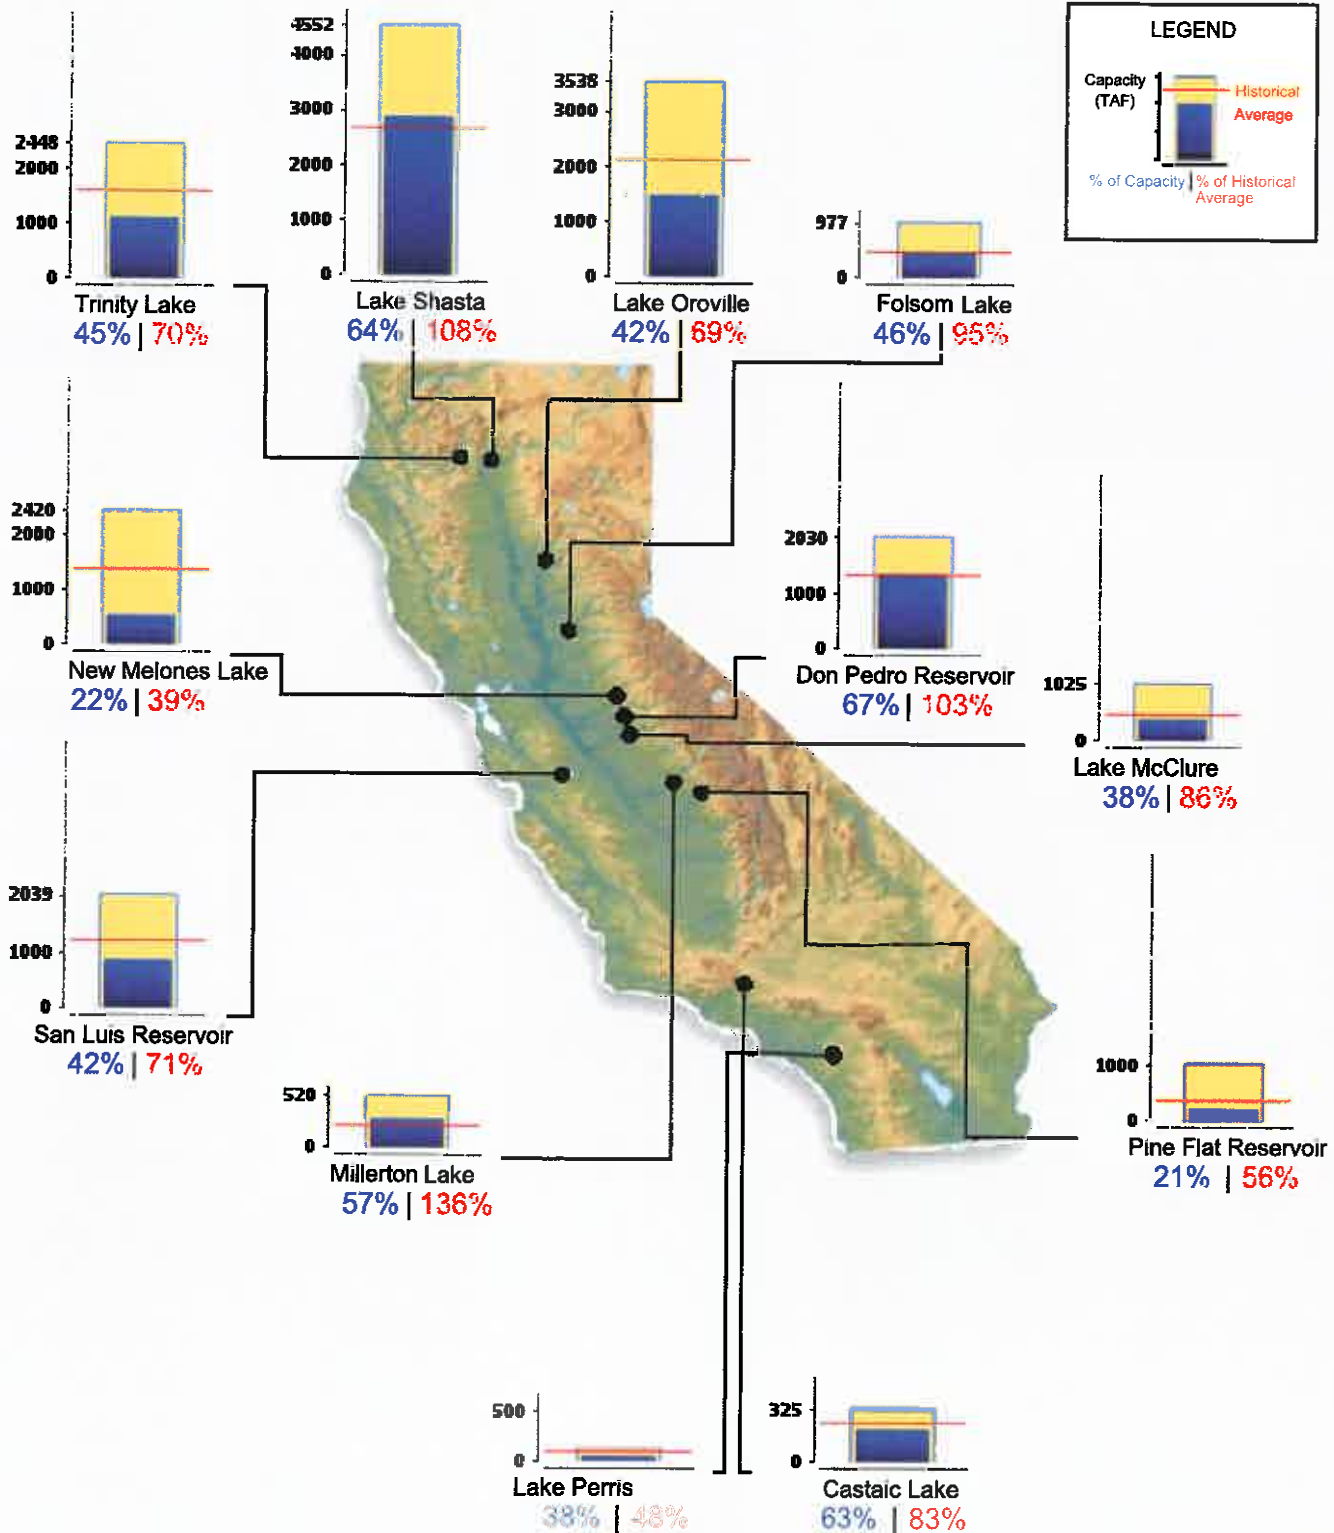 LEGEND
Capacity
(TAF)
Historical
Average
% of Capacity | % of Historical
Average
4552
4000
3000
2000
1000
0
Lake Shasta
64% | 108%
3538
3000
2000
1000
0
Lake Oroville
42% | 69%
2448
2000
1000
0
Trinity Lake
45% | 70%
977
0
Folsom Lake
46% | 95%
2420
2000
1000
0
New Melones Lake
22% | 39%
2030
1000
0
Don Pedro Reservoir
67% | 103%
1025
0
Lake McClure
38% | 86%
2039
1000
0
San Luis Reservoir
42% | 71%
520
0
Millerton Lake
57% | 136%
1000
0
Pine Flat Reservoir
21% | 56%
500
0
Lake Perris
38% | 48%
325
0
Castaic Lake
63% | 83%